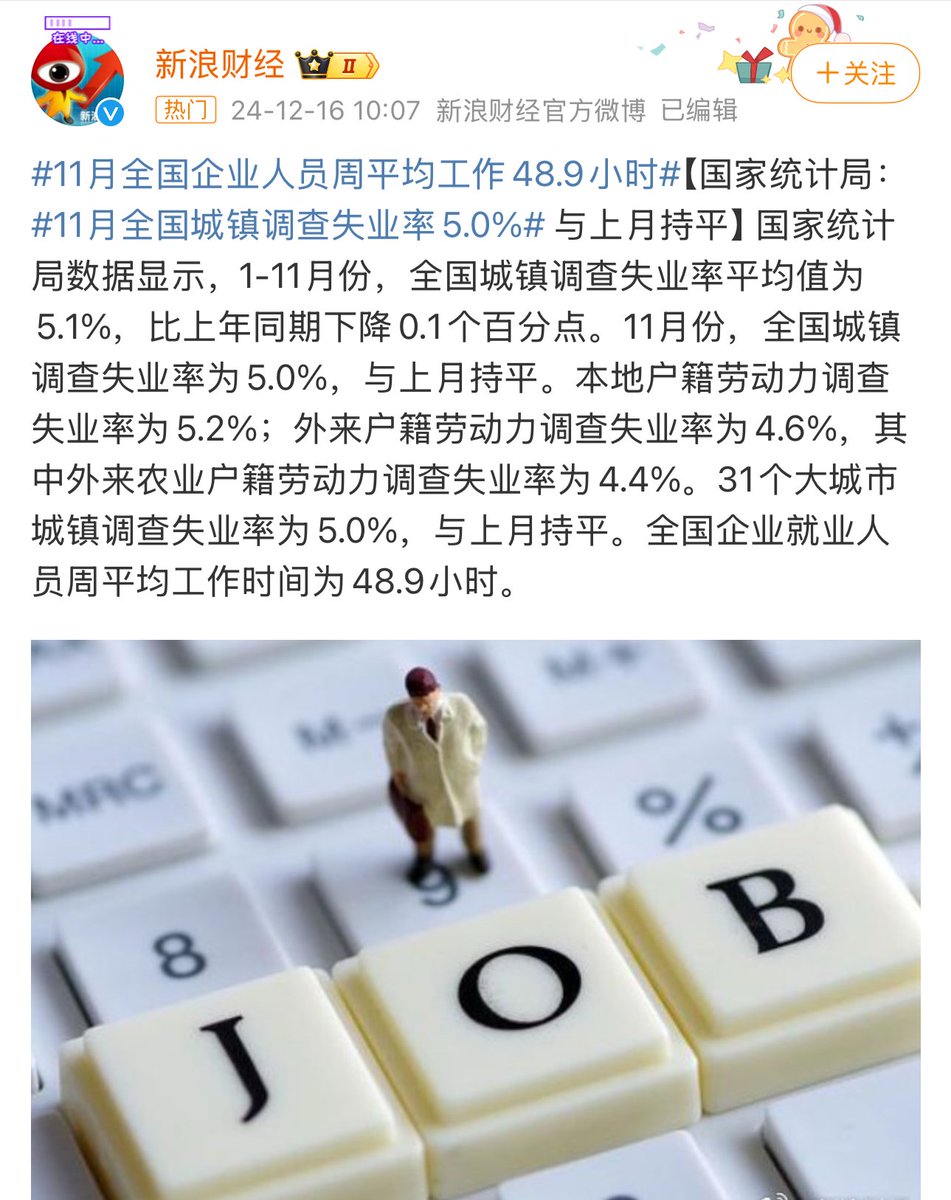 在线中...
新浪财经 II
+关注
热门 24-12-16 10:07 新浪财经官方微博 已编辑
#11月全国企业人员周平均工作48.9小时#【国家统计局：
#11月全国城镇调查失业率5.0%# 与上月持平】国家统计
局数据显示，1-11月份，全国城镇调查失业率平均值为
5.1%，比上年同期下降0.1个百分点。11月份，全国城镇
调查失业率为5.0%，与上月持平。本地户籍劳动力调查
失业率为5.2%；外来户籍劳动力调查失业率为4.6%，其
中外来农业户籍劳动力调查失业率为4.4%。31个大城市
城镇调查失业率为5.0%，与上月持平。全国企业就业人
员周平均工作时间为48.9小时。
MRC
%
8 9
J O B